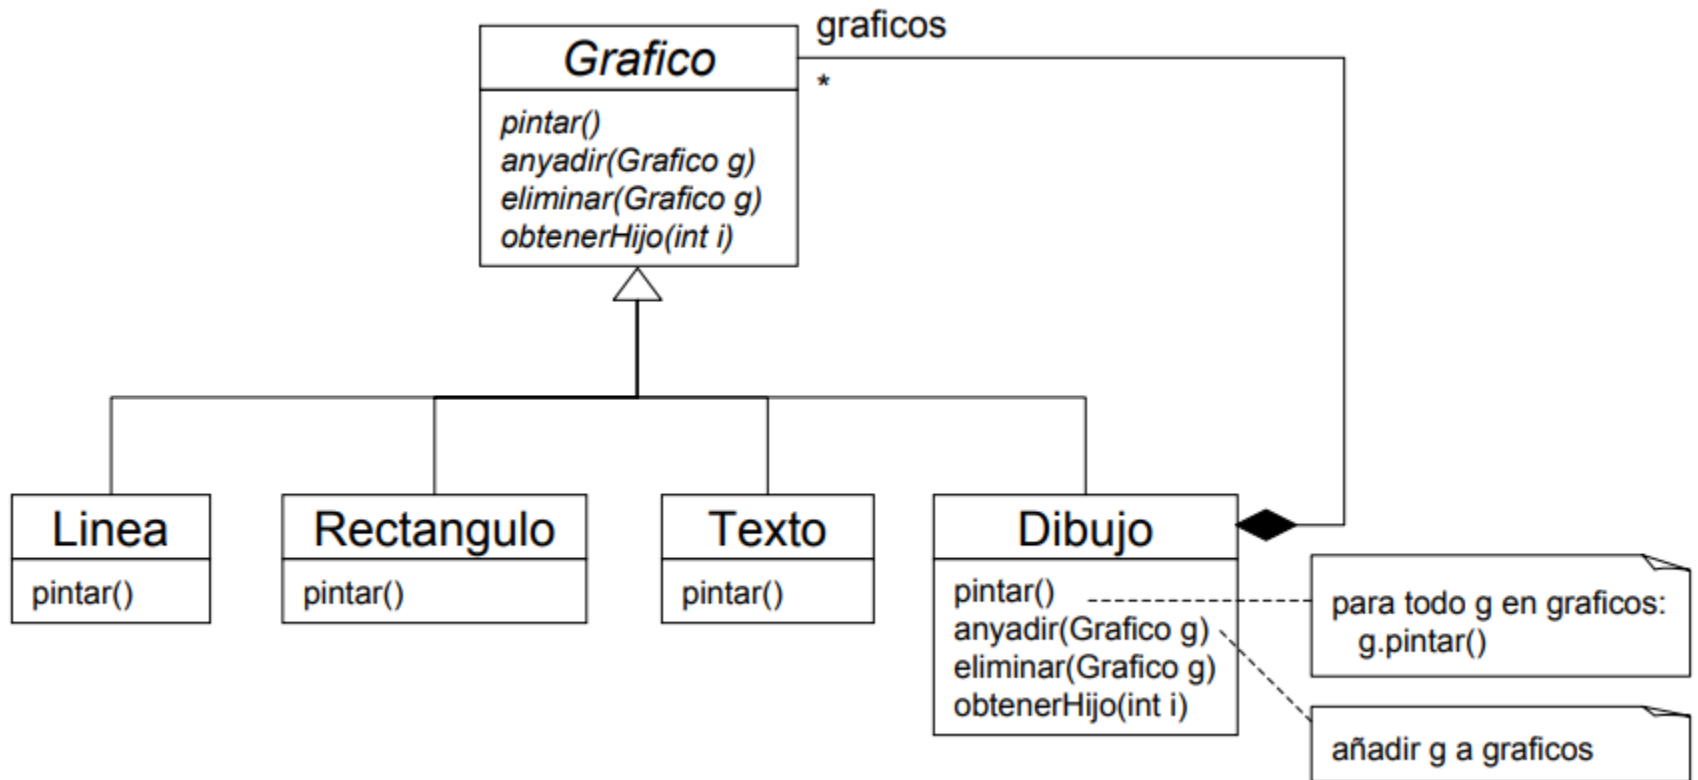 Grafico
graficos
*
pintar()
anyadir(Grafico g)
eliminar(Grafico g)
obtenerHijo(int i)
Linea
pintar()
Rectangulo
pintar()
Texto
pintar()
Dibujo
pintar()
anyadir(Grafico g)
eliminar(Grafico g)
obtenerHijo(int i)
para todo g en graficos:
g.pintar()
añadir g a graficos